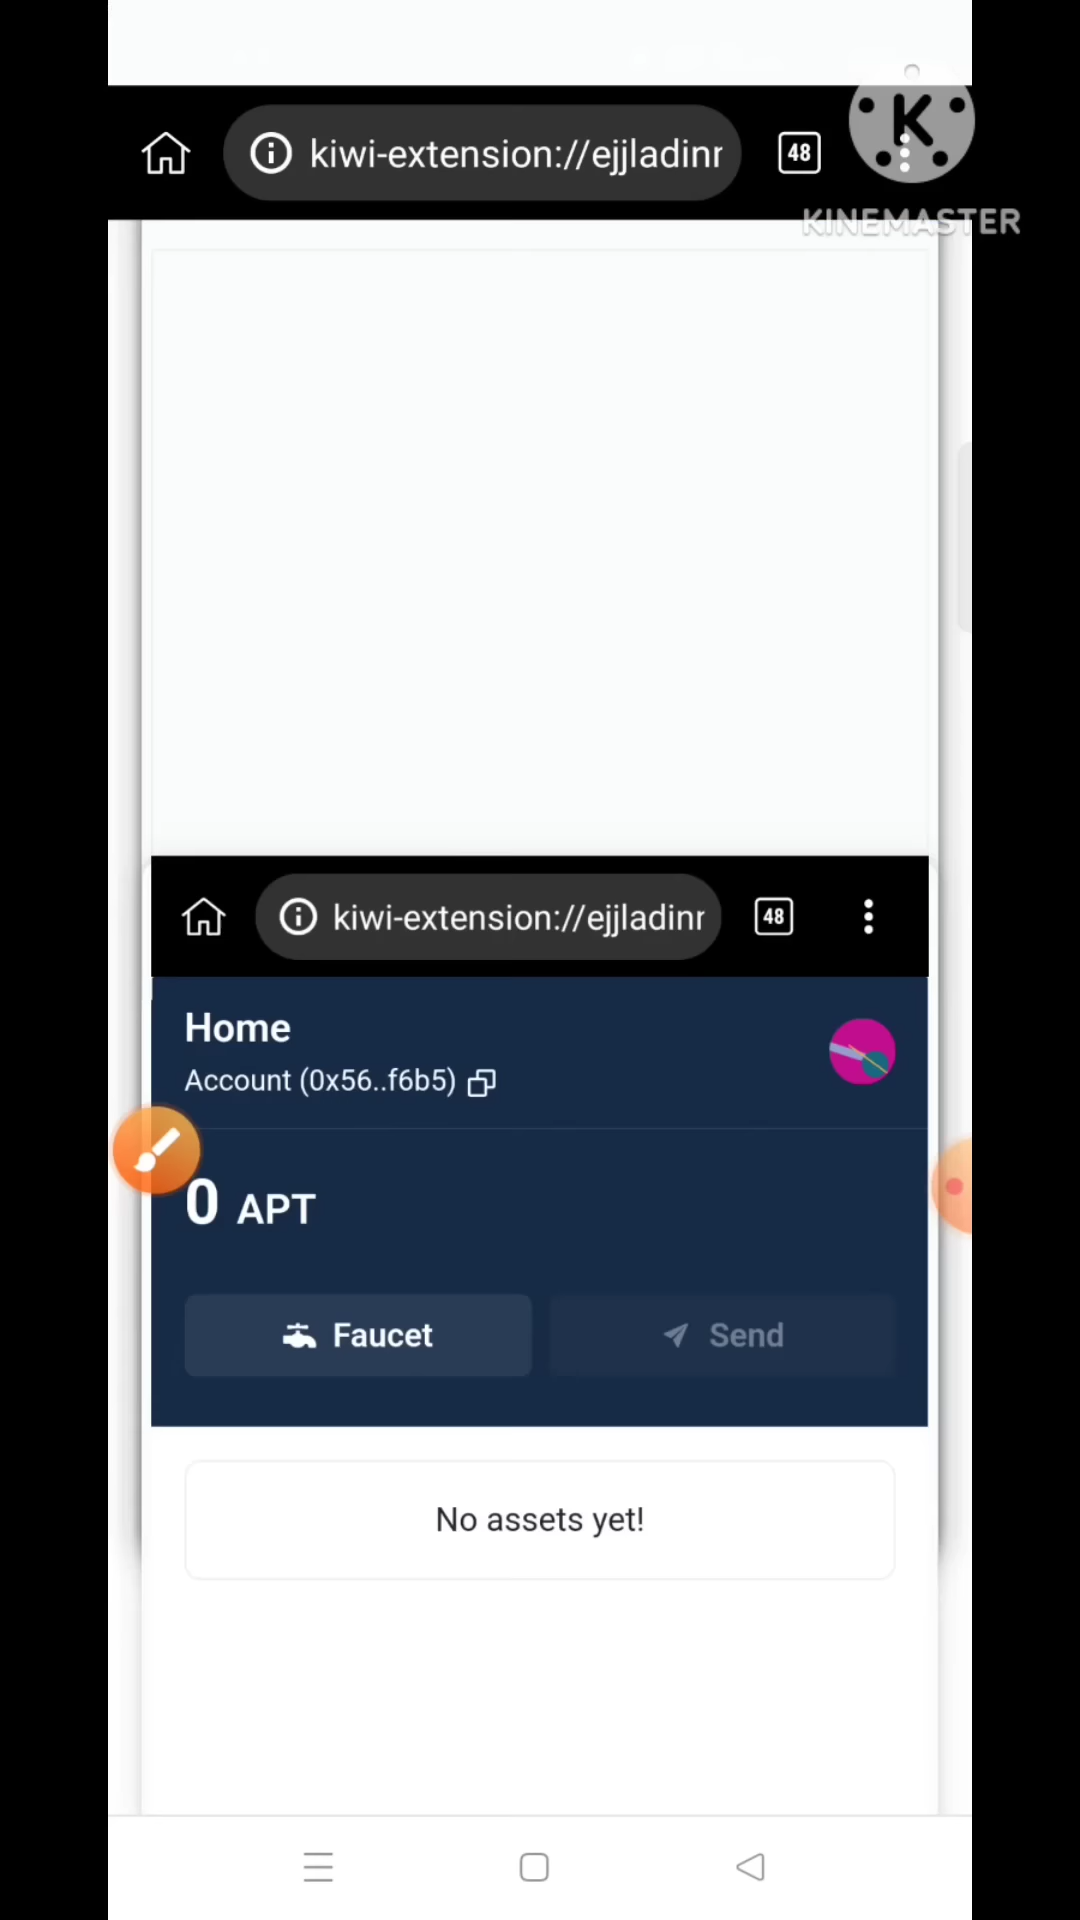 kiwi-extension://ejjladinr
48
K
KINEMASTER
kiwi-extension://ejjladinr
48
Home
Account (0x56..f6b5)
0 APT
Faucet
Send
No assets yet!